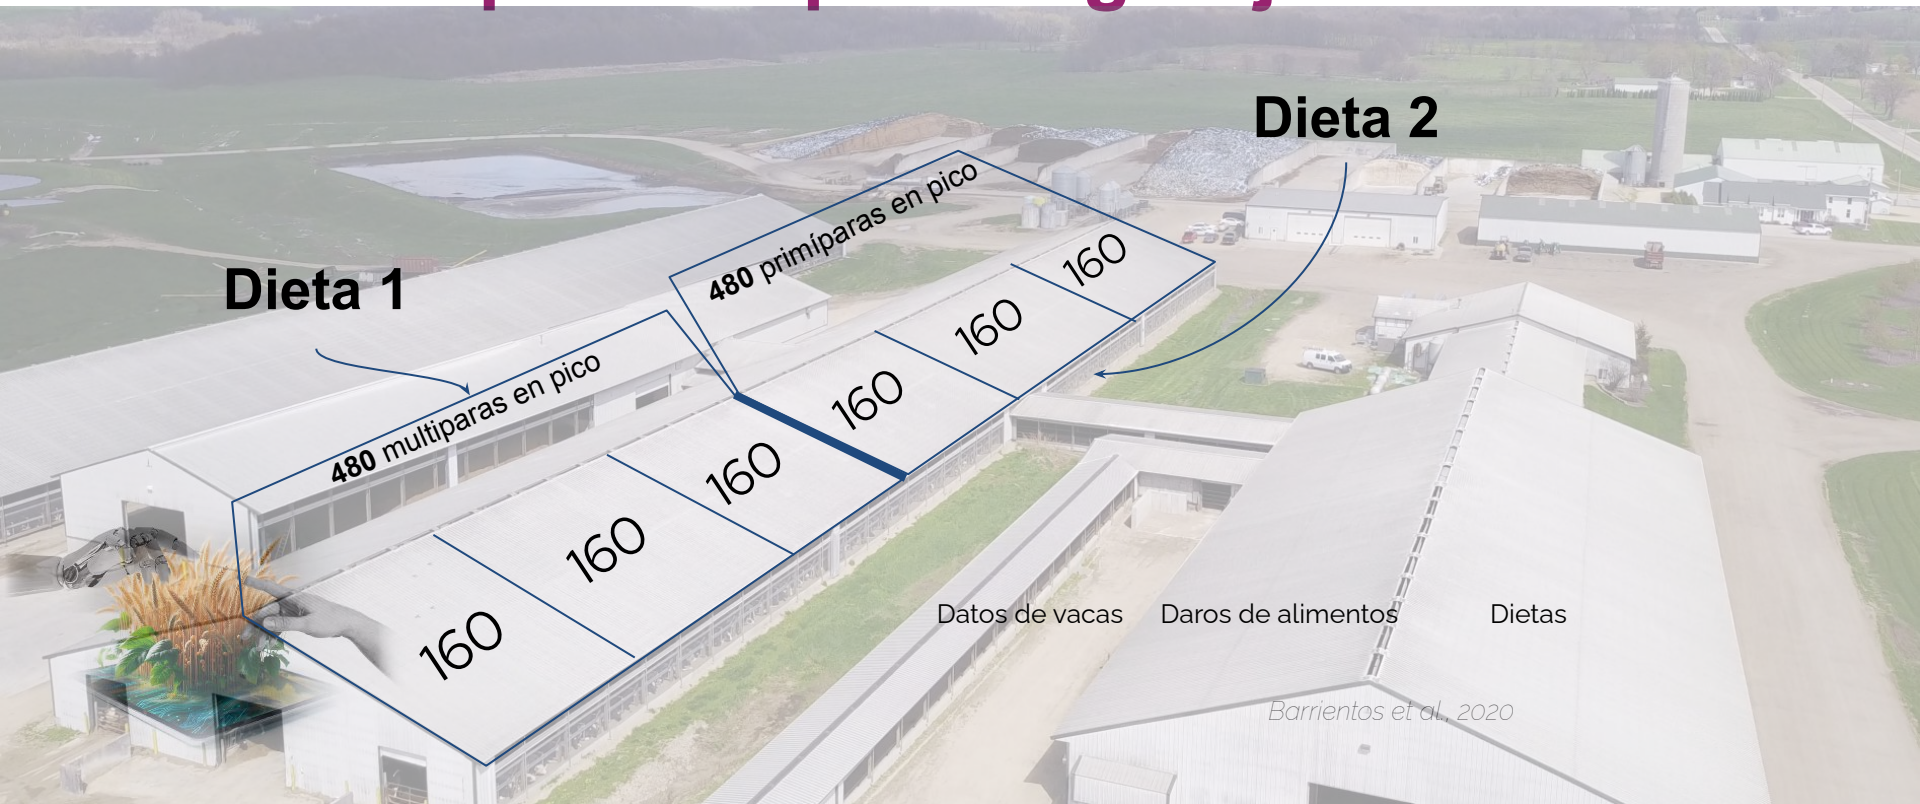 Dieta 2
Dieta 1
480 primíparas en pico
480 multiparas en pico
160
160
160
160
160
160
Datos de vacas
Daros de alimentos
Dietas
Barrientos et al., 2020